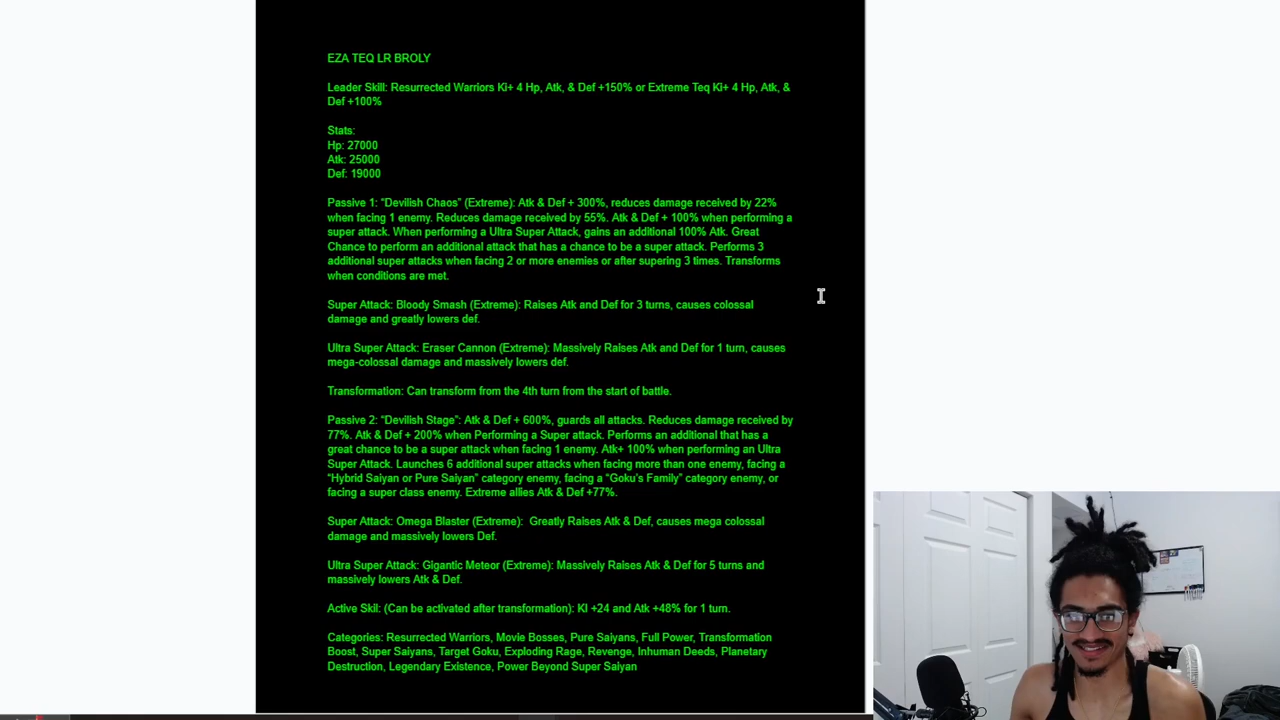 EZA TEQ LR BROLY
Leader Skill: Resurrected Warriors Ki+ 4 Hp, Atk, & Def +150% or Extreme Teq Ki+ 4 Hp, Atk, &
Def +100%
Stats:
Hp: 27000
Atk: 25000
Def: 19000
Passive 1: “Devilish Chaos” (Extreme): Atk & Def + 300%, reduces damage received by 22%
when facing 1 enemy. Reduces damage received by 55%. Atk & Def + 100% when performing a
super attack. When performing a Ultra Super Attack, gains an additional 100% Atk. Great
Chance to perform an additional attack that has a chance to be a super attack. Performs 3
additional super attacks when facing 2 or more enemies or after supering 3 times. Transforms
when conditions are met.
Super Attack: Bloody Smash (Extreme): Raises Atk and Def for 3 turns, causes colossal
damage and greatly lowers def.
Ultra Super Attack: Eraser Cannon (Extreme): Massively Raises Atk and Def for 1 turn, causes
mega-colossal damage and massively lowers def.
Transformation: Can transform from the 4th turn from the start of battle.
Passive 2: “Devilish Stage”: Atk & Def + 600%, guards all attacks. Reduces damage received by
77%. Atk & Def + 200% when Performing a Super attack. Performs an additional that has a
great chance to be a super attack when facing 1 enemy. Atk+ 100% when performing an Ultra
Super Attack. Launches 6 additional super attacks when facing more than one enemy, facing a
“Hybrid Saiyan or Pure Saiyan” category enemy, facing a “Goku’s Family” category enemy, or
facing a super class enemy. Extreme allies Atk & Def +77%.
Super Attack: Omega Blaster (Extreme):  Greatly Raises Atk & Def, causes mega colossal
damage and massively lowers Def.
Ultra Super Attack: Gigantic Meteor (Extreme): Massively Raises Atk & Def for 5 turns and
massively lowers Atk & Def.
Active Skil: (Can be activated after transformation): KI +24 and Atk +48% for 1 turn.
Categories: Resurrected Warriors, Movie Bosses, Pure Saiyans, Full Power, Transformation
Boost, Super Saiyans, Target Goku, Exploding Rage, Revenge, Inhuman Deeds, Planetary
Destruction, Legendary Existence, Power Beyond Super Saiyan